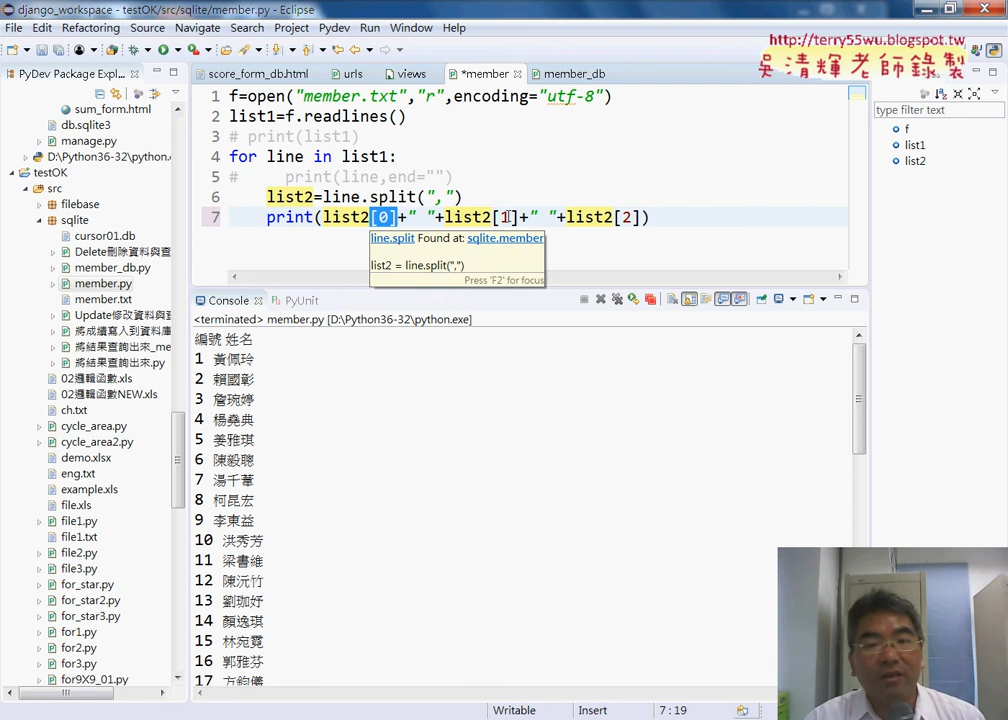 django_workspace - testOK/src/sqlite/member.py - Eclipse
File Edit Refactoring Source Navigate Search Project Pydev Run Window Help
http://terry55wu.blogspot.tw
吳清輝老師錄製
PyDev Package Exp...
score_form_db.html urls views *member member_db
sum_form.html
db.sqlite3
manage.py
D:\Python36-32\python.
testOK
src
filebase
sqlite
cursor01.db
Delete刪除資料與查
member_db.py
member.py
member.txt
Update修改資料與查
將成績寫入到資料庫
將結果查詢出來_me
將結果查詢出來.py
02邏輯函數.xls
02邏輯函數NEW.xls
ch.txt
cycle_area.py
cycle_area2.py
demo.xlsx
eng.txt
example.xls
file.xls
file1.py
file1.txt
file2.py
file3.py
for_star.py
for_star2.py
for_star3.py
for1.py
for2.py
for3.py
for9X9_01.py
1 f=open("member.txt","r",encoding="utf-8")
2 list1=f.readlines()
3 # print(list1)
4 for line in list1:
5 #     print(line,end="")
6     list2=line.split(",")
7     print(list2[0]+" "+list2[1]+" "+list2[2])
line.split Found at: sqlite.member
list2 = line.split(",")
Press 'F2' for focus
type filter text
f
list1
list2
Console PyUnit
<terminated> member.py [D:\Python36-32\python.exe]
編號 姓名
1 黃佩玲
2 賴國彰
3 詹琬婷
4 楊堯典
5 姜雅琪
6 陳毅聰
7 湯千葦
8 柯昆宏
9 李東益
10 洪秀芳
11 梁書維
12 陳沅竹
13 劉珈妤
14 顏逸琪
15 林宛霓
16 郭雅芬
17 方鈞儀
Writable Insert 7 : 19